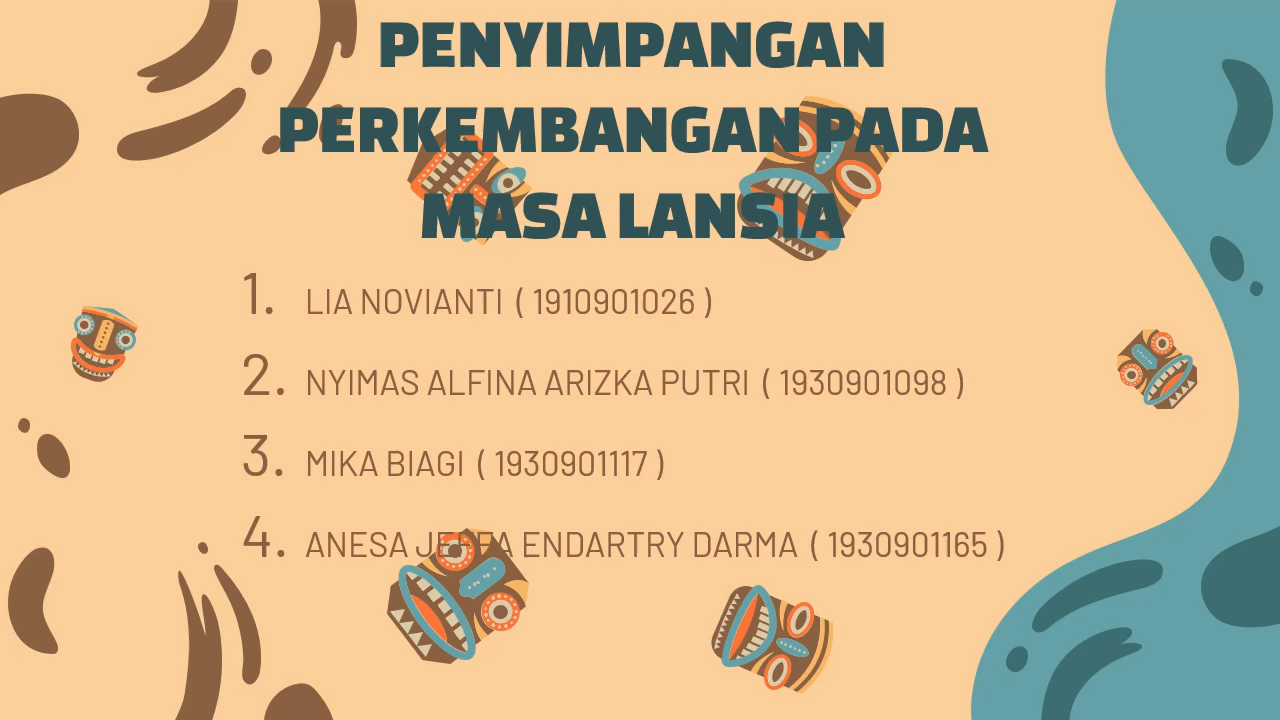 PENYIMPANGAN
PERKEMBANGAN PADA
MASA LANSIA
1. LIA NOVIANTI ( 1910901026 )
2. NYIMAS ALFINA ARIZKA PUTRI ( 1930901098 )
3. MIKA BIAGI ( 1930901117 )
4. ANESA ENDARTRY DARMA ( 1930901165 )